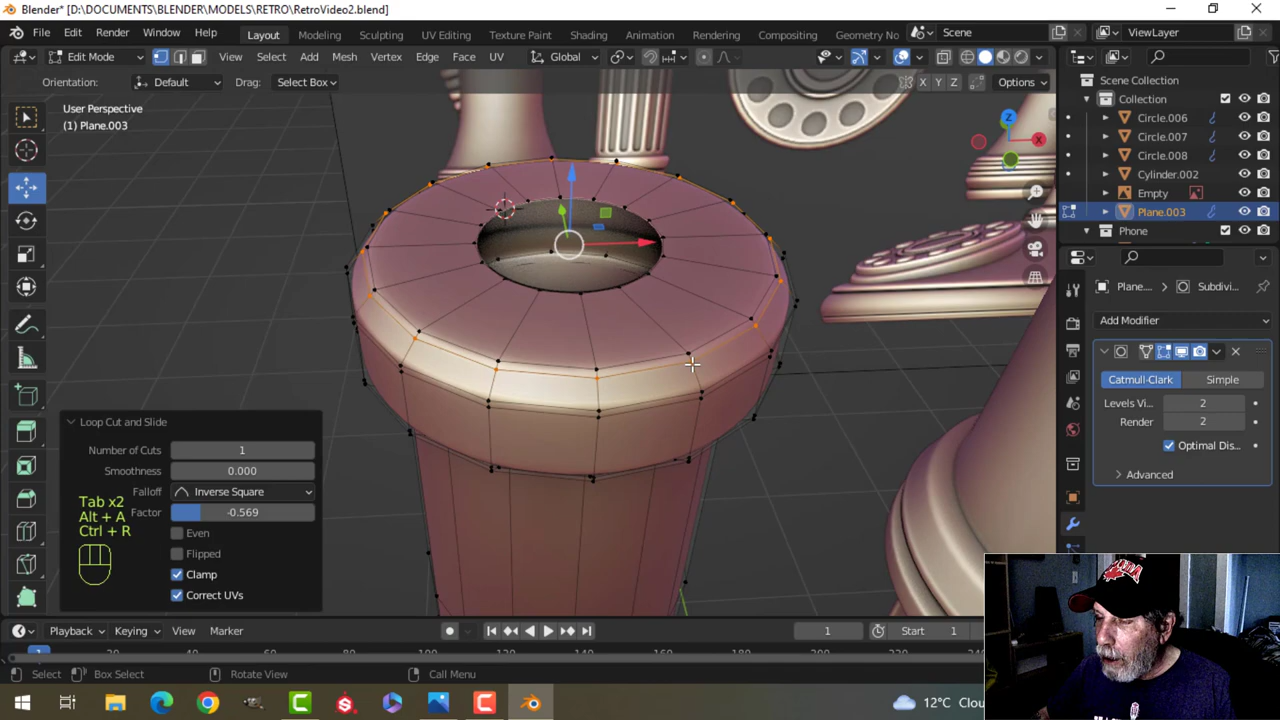 Blender* [D:\DOCUMENTS\BLENDER\MODELS\RETRO\RetroVideo2.blend]
File Edit Render Window Help Layout Modeling Sculpting UV Editing Texture Paint Shading Animation Rendering Compositing Geometry No Scene ViewLayer
Edit Mode View Select Add Mesh Vertex Edge Face UV Global
Orientation: Default Drag: Select Box X Y Z Options
User Perspective
(1) Plane.003
Z
X
Scene Collection
Collection
Circle.006
Circle.007
Circle.008
Cylinder.002
Empty
Plane.003
Phone
Plane.... Subdivi...
Add Modifier
Catmull-Clark Simple
Levels Vi... 2
Render 2
Optimal Dis...
Advanced
Loop Cut and Slide
Number of Cuts 1
Smoothness 0.000
Falloff Inverse Square
Factor -0.569
Even
Flipped
Clamp
Correct UVs
Tab x2
Alt + A
Ctrl + R
Playback Keying View Marker 1 Start 1
1
Select Box Select Rotate View Call Menu
12°C Clou